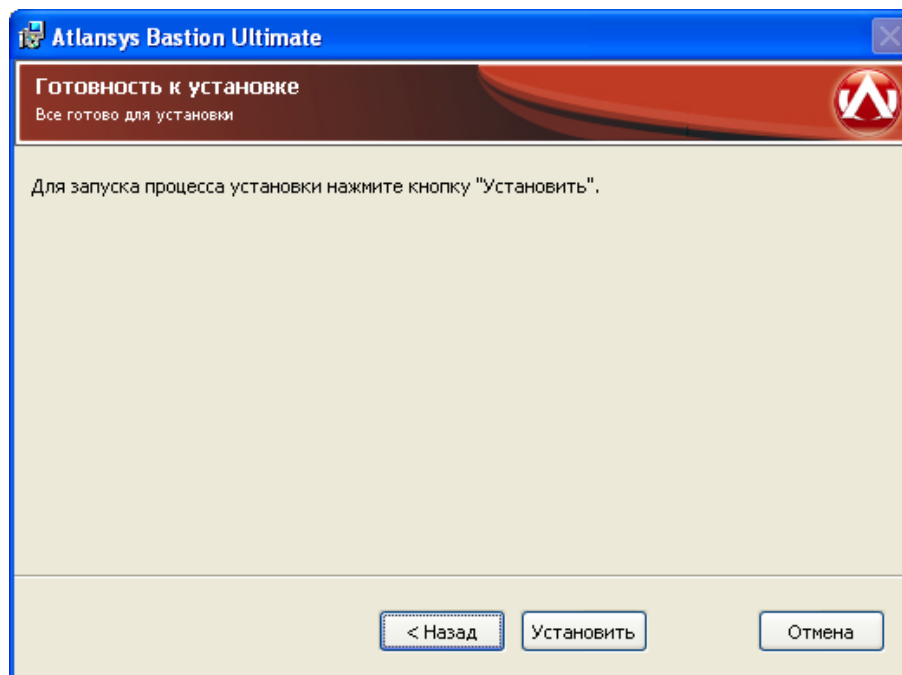 Atlansys Bastion Ultimate
Готовность к установке
Все готово для установки
Для запуска процесса установки нажмите кнопку "Установить".
< Назад
Установить
Отмена